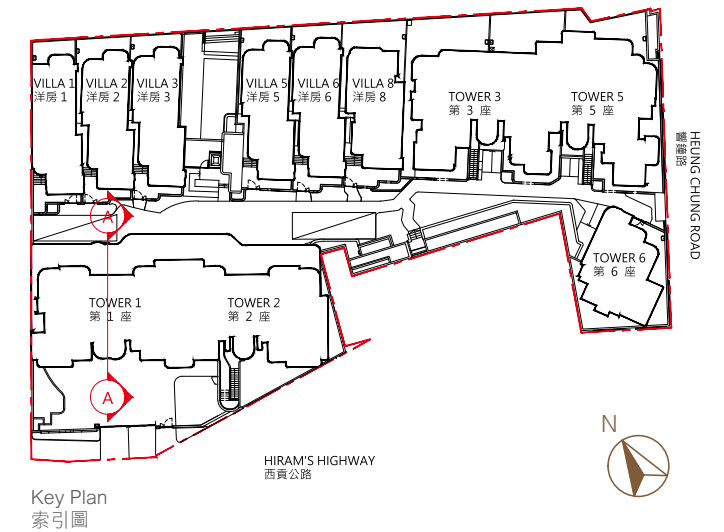 VILLA 1
洋房 1
VILLA 2
洋房 2
VILLA 3
洋房 3
VILLA 5
洋房 5
VILLA 6
洋房 6
VILLA 8
洋房 8
TOWER 3
第 3 座
TOWER 5
第 5 座
HEUNG CHUNG ROAD
響鐘路
A
TOWER 6
第 6 座
TOWER 1
第 1 座
TOWER 2
第 2 座
A
N
HIRAM'S HIGHWAY
西貢公路
Key Plan
索引圖